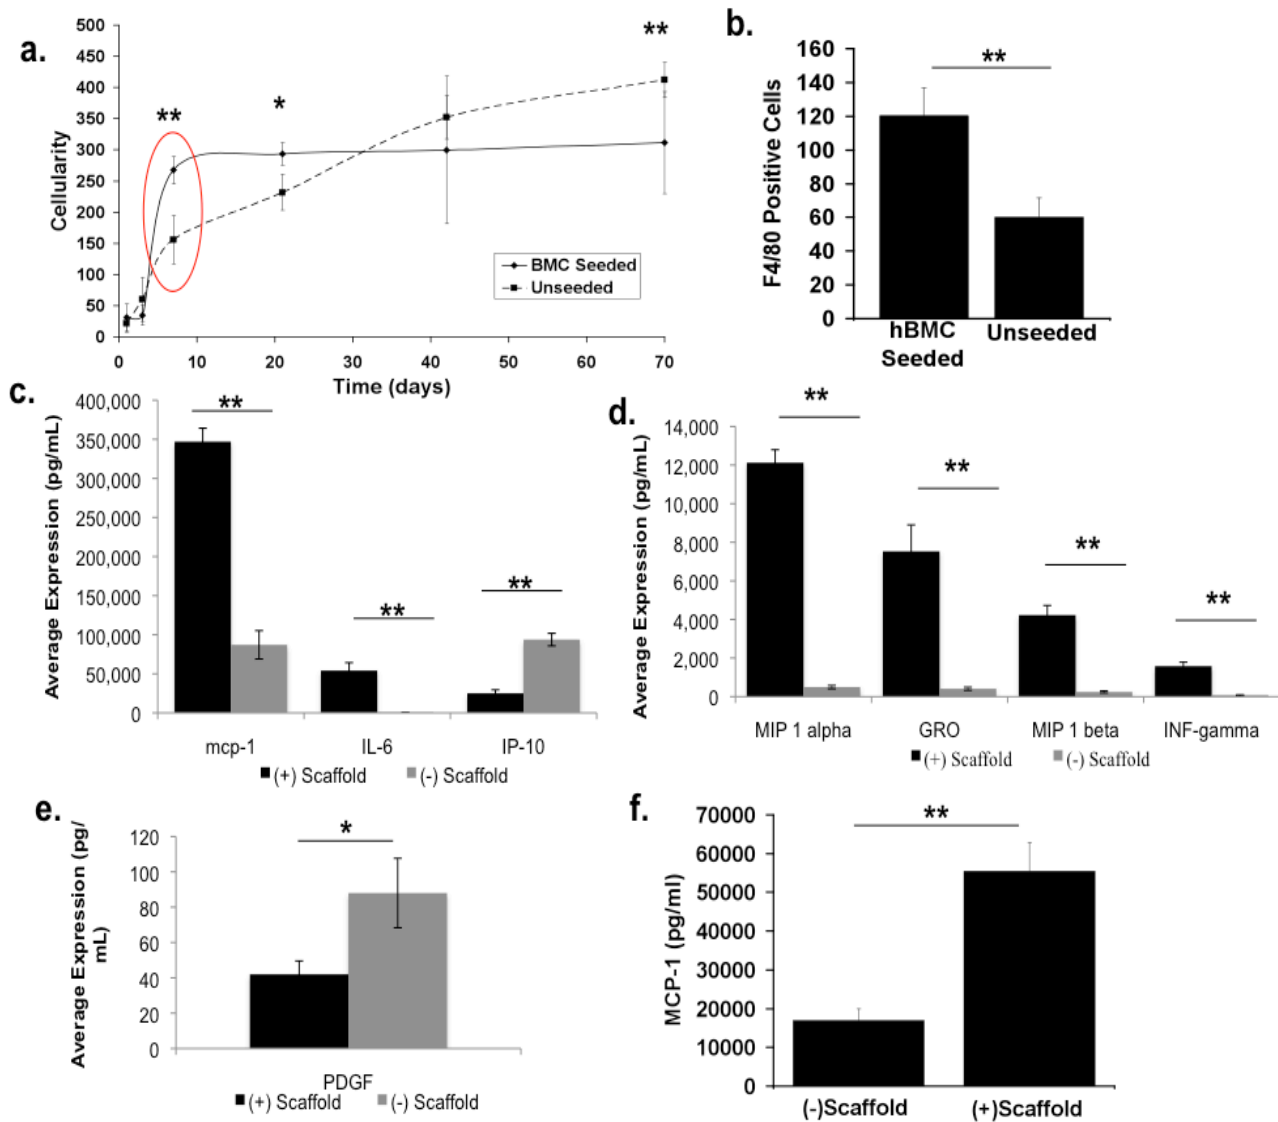 a.
500
450
400
350
300
250
200
150
100
50
0
Cellularity
**
*
**
BMC Seeded
Unseeded
0 10 20 30 40 50 60 70
Time (days)
b.
160
140
120
100
80
60
40
20
0
F4/80 Positive Cells
**
hBMC
Seeded
Unseeded
c.
400,000
350,000
300,000
250,000
200,000
150,000
100,000
50,000
0
Average Expression (pg/mL)
**
**
**
mcp-1 IL-6 IP-10
(+) Scaffold (-) Scaffold
d.
14,000
12,000
10,000
8,000
6,000
4,000
2,000
0
Average Expression (pg/mL)
**
**
**
**
MIP 1 alpha GRO MIP 1 beta INF-gamma
(+) Scaffold (-) Scaffold
e.
120
100
80
60
40
20
0
Average Expression (pg/
mL)
*
PDGF
(+) Scaffold (-) Scaffold
f.
70000
60000
50000
40000
30000
20000
10000
0
MCP-1 (pg/ml)
**
(-)Scaffold (+)Scaffold